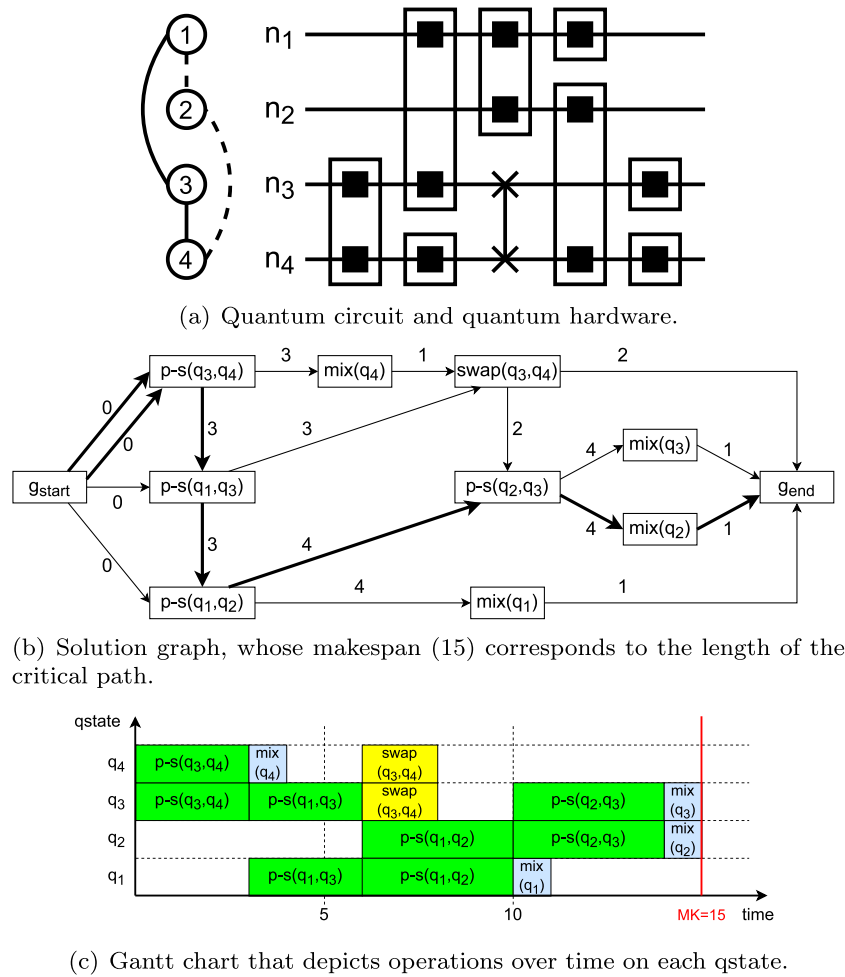 1
2
3
4
n1
n2
n3
n4
(a) Quantum circuit and quantum hardware.
p-s(q3,q4) 3 mix(q4) 1 swap(q3,q4) 2
0
0
3
3
2
4
mix(q3)
1
gstart
0
p-s(q1,q3)
p-s(q2,q3)
gend
0
3
4
4
mix(q2)
1
p-s(q1,q2) 4 mix(q1) 1
(b) Solution graph, whose makespan (15) corresponds to the length of the
critical path.
qstate
q4 p-s(q3,q4) mix (q4) swap (q3,q4)
q3 p-s(q3,q4) p-s(q1,q3) swap (q3,q4) p-s(q2,q3) mix (q3)
q2 p-s(q1,q2) p-s(q2,q3) mix (q2)
q1 p-s(q1,q3) p-s(q1,q2) mix (q1)
5 10 MK=15 time
(c) Gantt chart that depicts operations over time on each qstate.